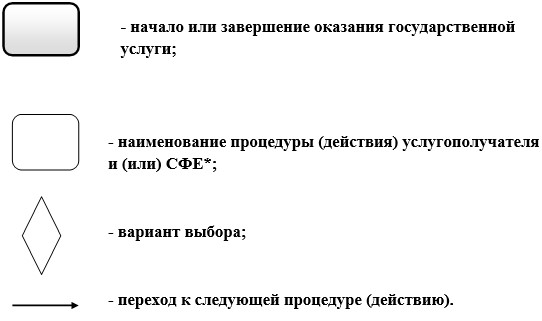 - начало или завершение оказания государственной
услуги;
- наименование процедуры (действия) услугополучателя
и (или) СФЕ*;
- вариант выбора;
- переход к следующей процедуре (действию).